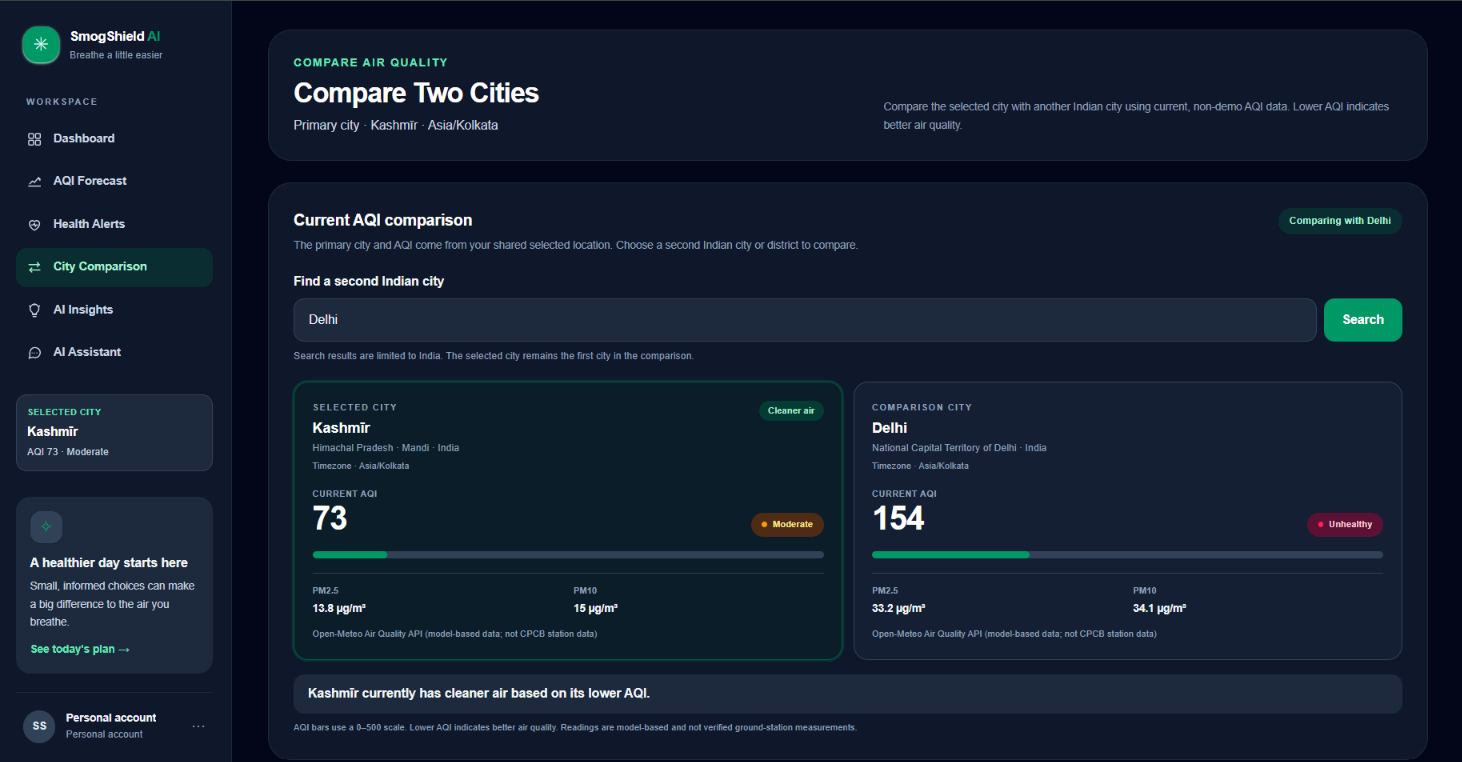 SmogShield AI
Breathe a little easier
WORKSPACE
Dashboard
AQI Forecast
Health Alerts
City Comparison
AI Insights
AI Assistant
SELECTED CITY
Kashmīr
AQI 73 · Moderate
A healthier day starts here
Small, informed choices can make
a big difference to the air you
breathe.
See today's plan →
SS
Personal account
Personal account
...
COMPARE AIR QUALITY
Compare Two Cities
Primary city · Kashmīr · Asia/Kolkata
Compare the selected city with another Indian city using current, non-demo AQI data. Lower AQI indicates
better air quality.
Current AQI comparison
Comparing with Delhi
The primary city and AQI come from your shared selected location. Choose a second Indian city or district to compare.
Find a second Indian city
Delhi
Search
Search results are limited to India. The selected city remains the first city in the comparison.
SELECTED CITY
Cleaner air
Kashmīr
Himachal Pradesh · Mandi · India
Timezone · Asia/Kolkata
CURRENT AQI
73
Moderate
PM2.5
PM10
13.8 µg/m³
15 µg/m³
Open-Meteo Air Quality API (model-based data; not CPCB station data)
COMPARISON CITY
Delhi
National Capital Territory of Delhi · India
Timezone · Asia/Kolkata
CURRENT AQI
154
Unhealthy
PM2.5
PM10
33.2 µg/m³
34.1 µg/m³
Open-Meteo Air Quality API (model-based data; not CPCB station data)
Kashmīr currently has cleaner air based on its lower AQI.
AQI bars use a 0–500 scale. Lower AQI indicates better air quality. Readings are model-based and not verified ground-station measurements.